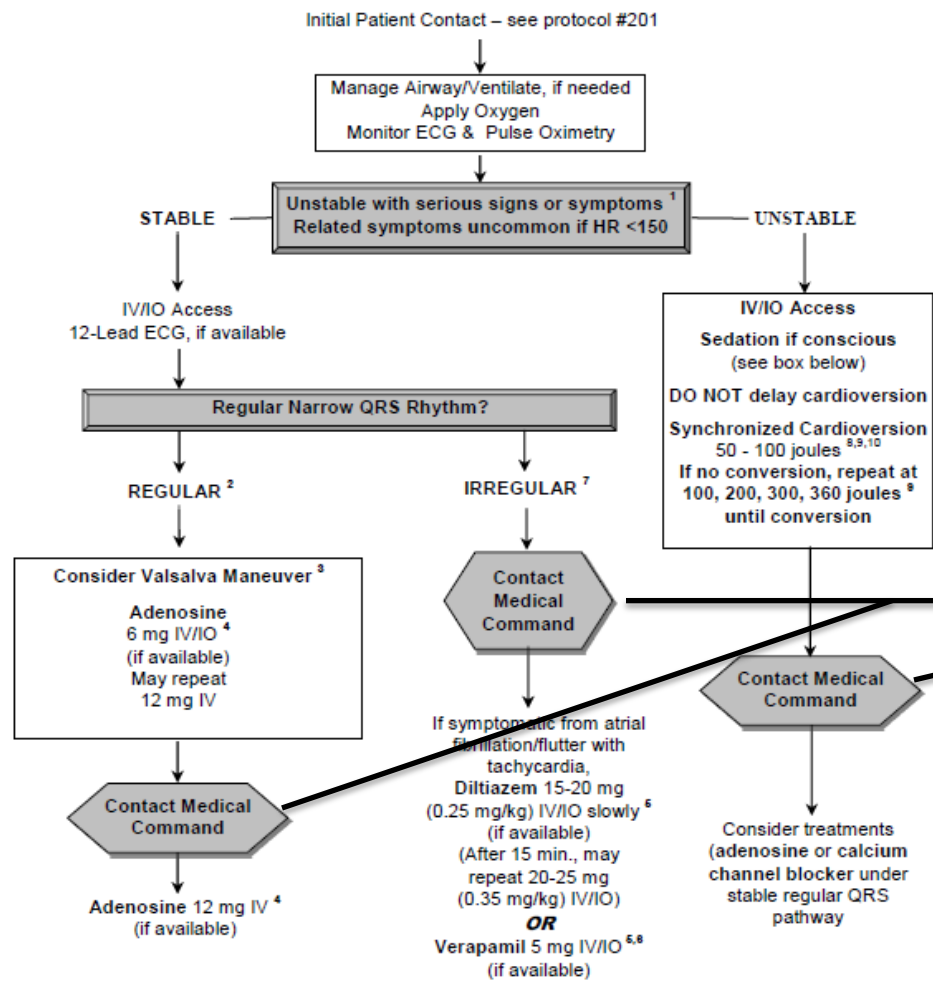 Initial Patient Contact – see protocol #201
Manage Airway/Ventilate, if needed
Apply Oxygen
Monitor ECG & Pulse Oximetry
Unstable with serious signs or symptoms 1
Related symptoms uncommon if HR <150
STABLE
UNSTABLE
IV/IO Access
12-Lead ECG, if available
Regular Narrow QRS Rhythm?
REGULAR 2
IRREGULAR 7
Consider Valsalva Maneuver 3
Adenosine
6 mg IV/IO 4
(if available)
May repeat
12 mg IV
Contact Medical
Command
Adenosine 12 mg IV 4
(if available)
Contact
Medical
Command
If symptomatic from atrial
fibrillation/flutter with
tachycardia,
Diltiazem 15-20 mg
(0.25 mg/kg) IV/IO slowly 5
(if available)
(After 15 min., may
repeat 20-25 mg
(0.35 mg/kg) IV/IO)
OR
Verapamil 5 mg IV/IO 5,6
(if available)
IV/IO Access
Sedation if conscious
(see box below)
DO NOT delay cardioversion
Synchronized Cardioversion
50 - 100 joules 8,9,10
If no conversion, repeat at
100, 200, 300, 360 joules 9
until conversion
Contact Medical
Command
Consider treatments
(adenosine or calcium
channel blocker under
stable regular QRS
pathway